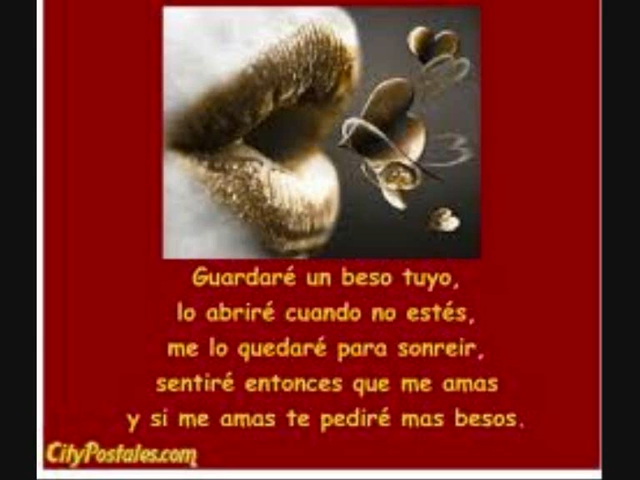 Guardaré un beso tuyo,
lo abriré cuando no estés,
me lo quedaré para sonreir,
sentiré entonces que me amas
y si me amas te pediré mas besos.
CityPostales.com